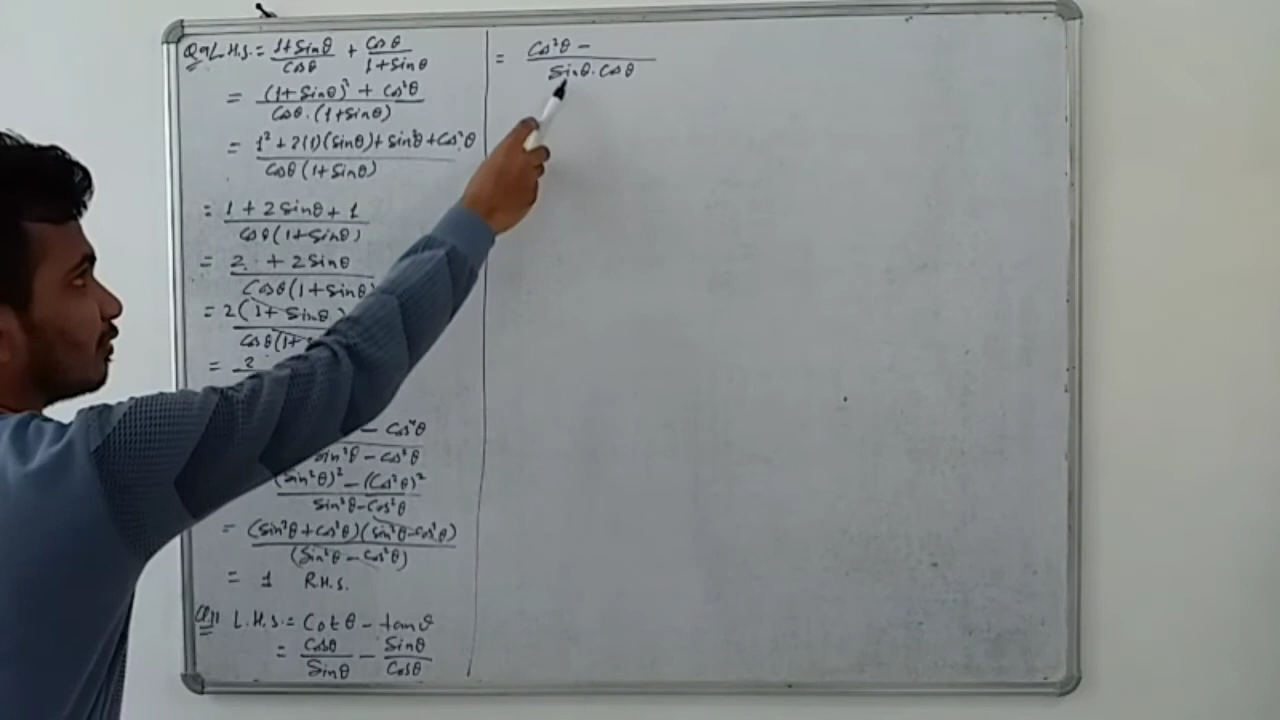 Q9 L.H.S. = 1+Sinθ/Cosθ + Cosθ/1+Sinθ
= (1+Sinθ)² + Cos²θ / Cosθ.(1+Sinθ)
= 1² + 2(1)(Sinθ) + Sin²θ + Cos²θ / Cosθ(1+Sinθ)
= 1 + 2Sinθ + 1 / Cosθ(1+Sinθ)
= 2 + 2Sinθ / Cosθ(1+Sinθ)
= 2(1+Sinθ) / Cosθ(1+
= 2
- Cos⁴θ / Sin²θ - Cos²θ
(Sin²θ)² - (Cos²θ)² / Sin²θ - Cos²θ
= (Sin²θ + Cos²θ)(Sin²θ - Cos²θ) / (Sin²θ - Cos²θ)
= 1 R.H.S.
Q11 L.H.S. = Cotθ - tanθ
= Cosθ/Sinθ - Sinθ/Cosθ
= Cos²θ - / Sinθ.Cosθ